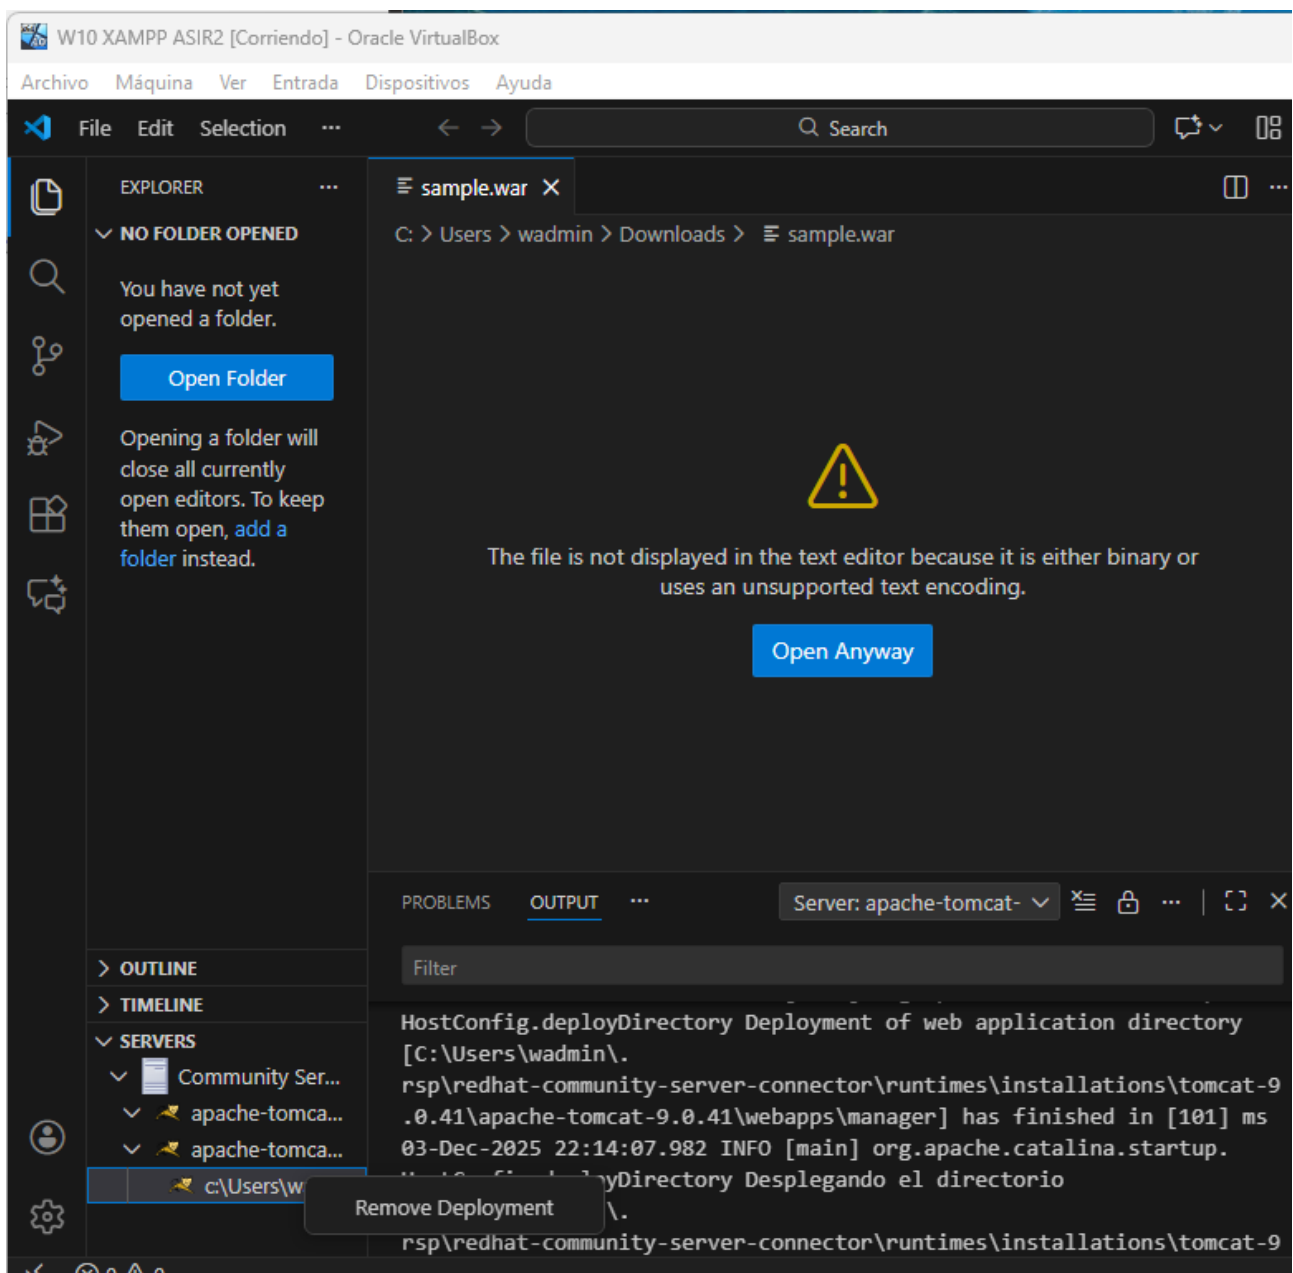 W10 XAMPP ASIR2 [Corriendo] - Oracle VirtualBox
Archivo Máquina Ver Entrada Dispositivos Ayuda
File Edit Selection ··· Search
EXPLORER ···
NO FOLDER OPENED
You have not yet
opened a folder.
Open Folder
Opening a folder will
close all currently
open editors. To keep
them open, add a
folder instead.
OUTLINE
TIMELINE
SERVERS
Community Ser...
apache-tomca...
apache-tomca...
c:\Users\w
Remove Deployment
sample.war
C: > Users > wadmin > Downloads > sample.war
The file is not displayed in the text editor because it is either binary or
uses an unsupported text encoding.
Open Anyway
PROBLEMS OUTPUT ··· Server: apache-tomcat-
Filter
HostConfig.deployDirectory Deployment of web application directory
[C:\Users\wadmin\.
rsp\redhat-community-server-connector\runtimes\installations\tomcat-9
.0.41\apache-tomcat-9.0.41\webapps\manager] has finished in [101] ms
03-Dec-2025 22:14:07.982 INFO [main] org.apache.catalina.startup.
yDirectory Desplegando el directorio
\.
rsp\redhat-community-server-connector\runtimes\installations\tomcat-9